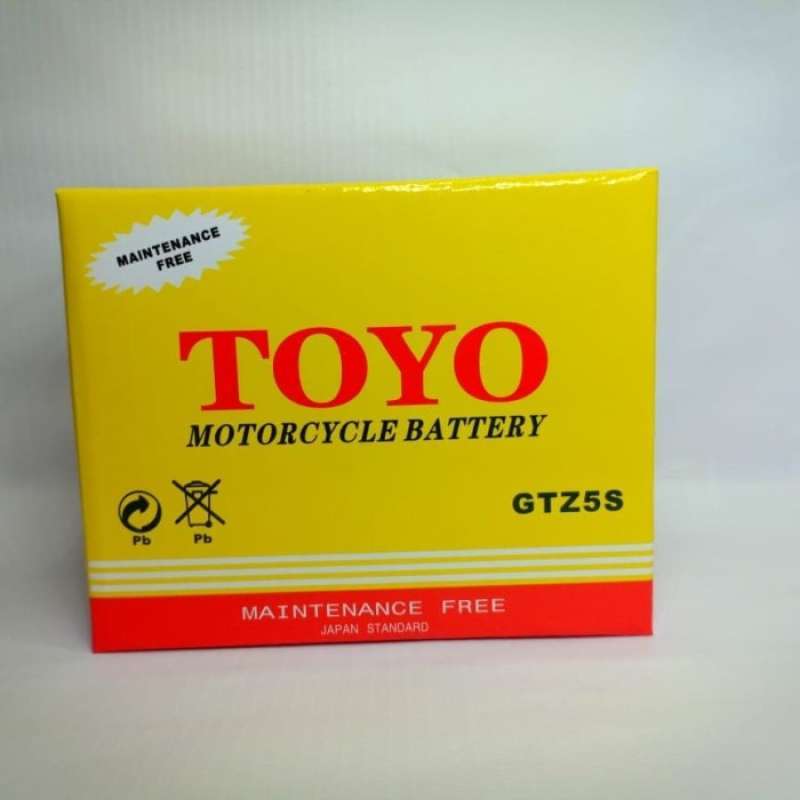 MAINTENANCE
FREE
TOYO
MOTORCYCLE BATTERY
Pb
Pb
GTZ5S
MAINTENANCE FREE
JAPAN STANDARD